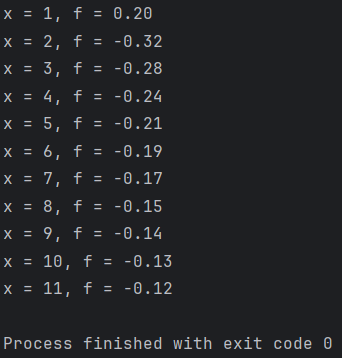 x = 1, f = 0.20
x = 2, f = -0.32
x = 3, f = -0.28
x = 4, f = -0.24
x = 5, f = -0.21
x = 6, f = -0.19
x = 7, f = -0.17
x = 8, f = -0.15
x = 9, f = -0.14
x = 10, f = -0.13
x = 11, f = -0.12
Process finished with exit code 0